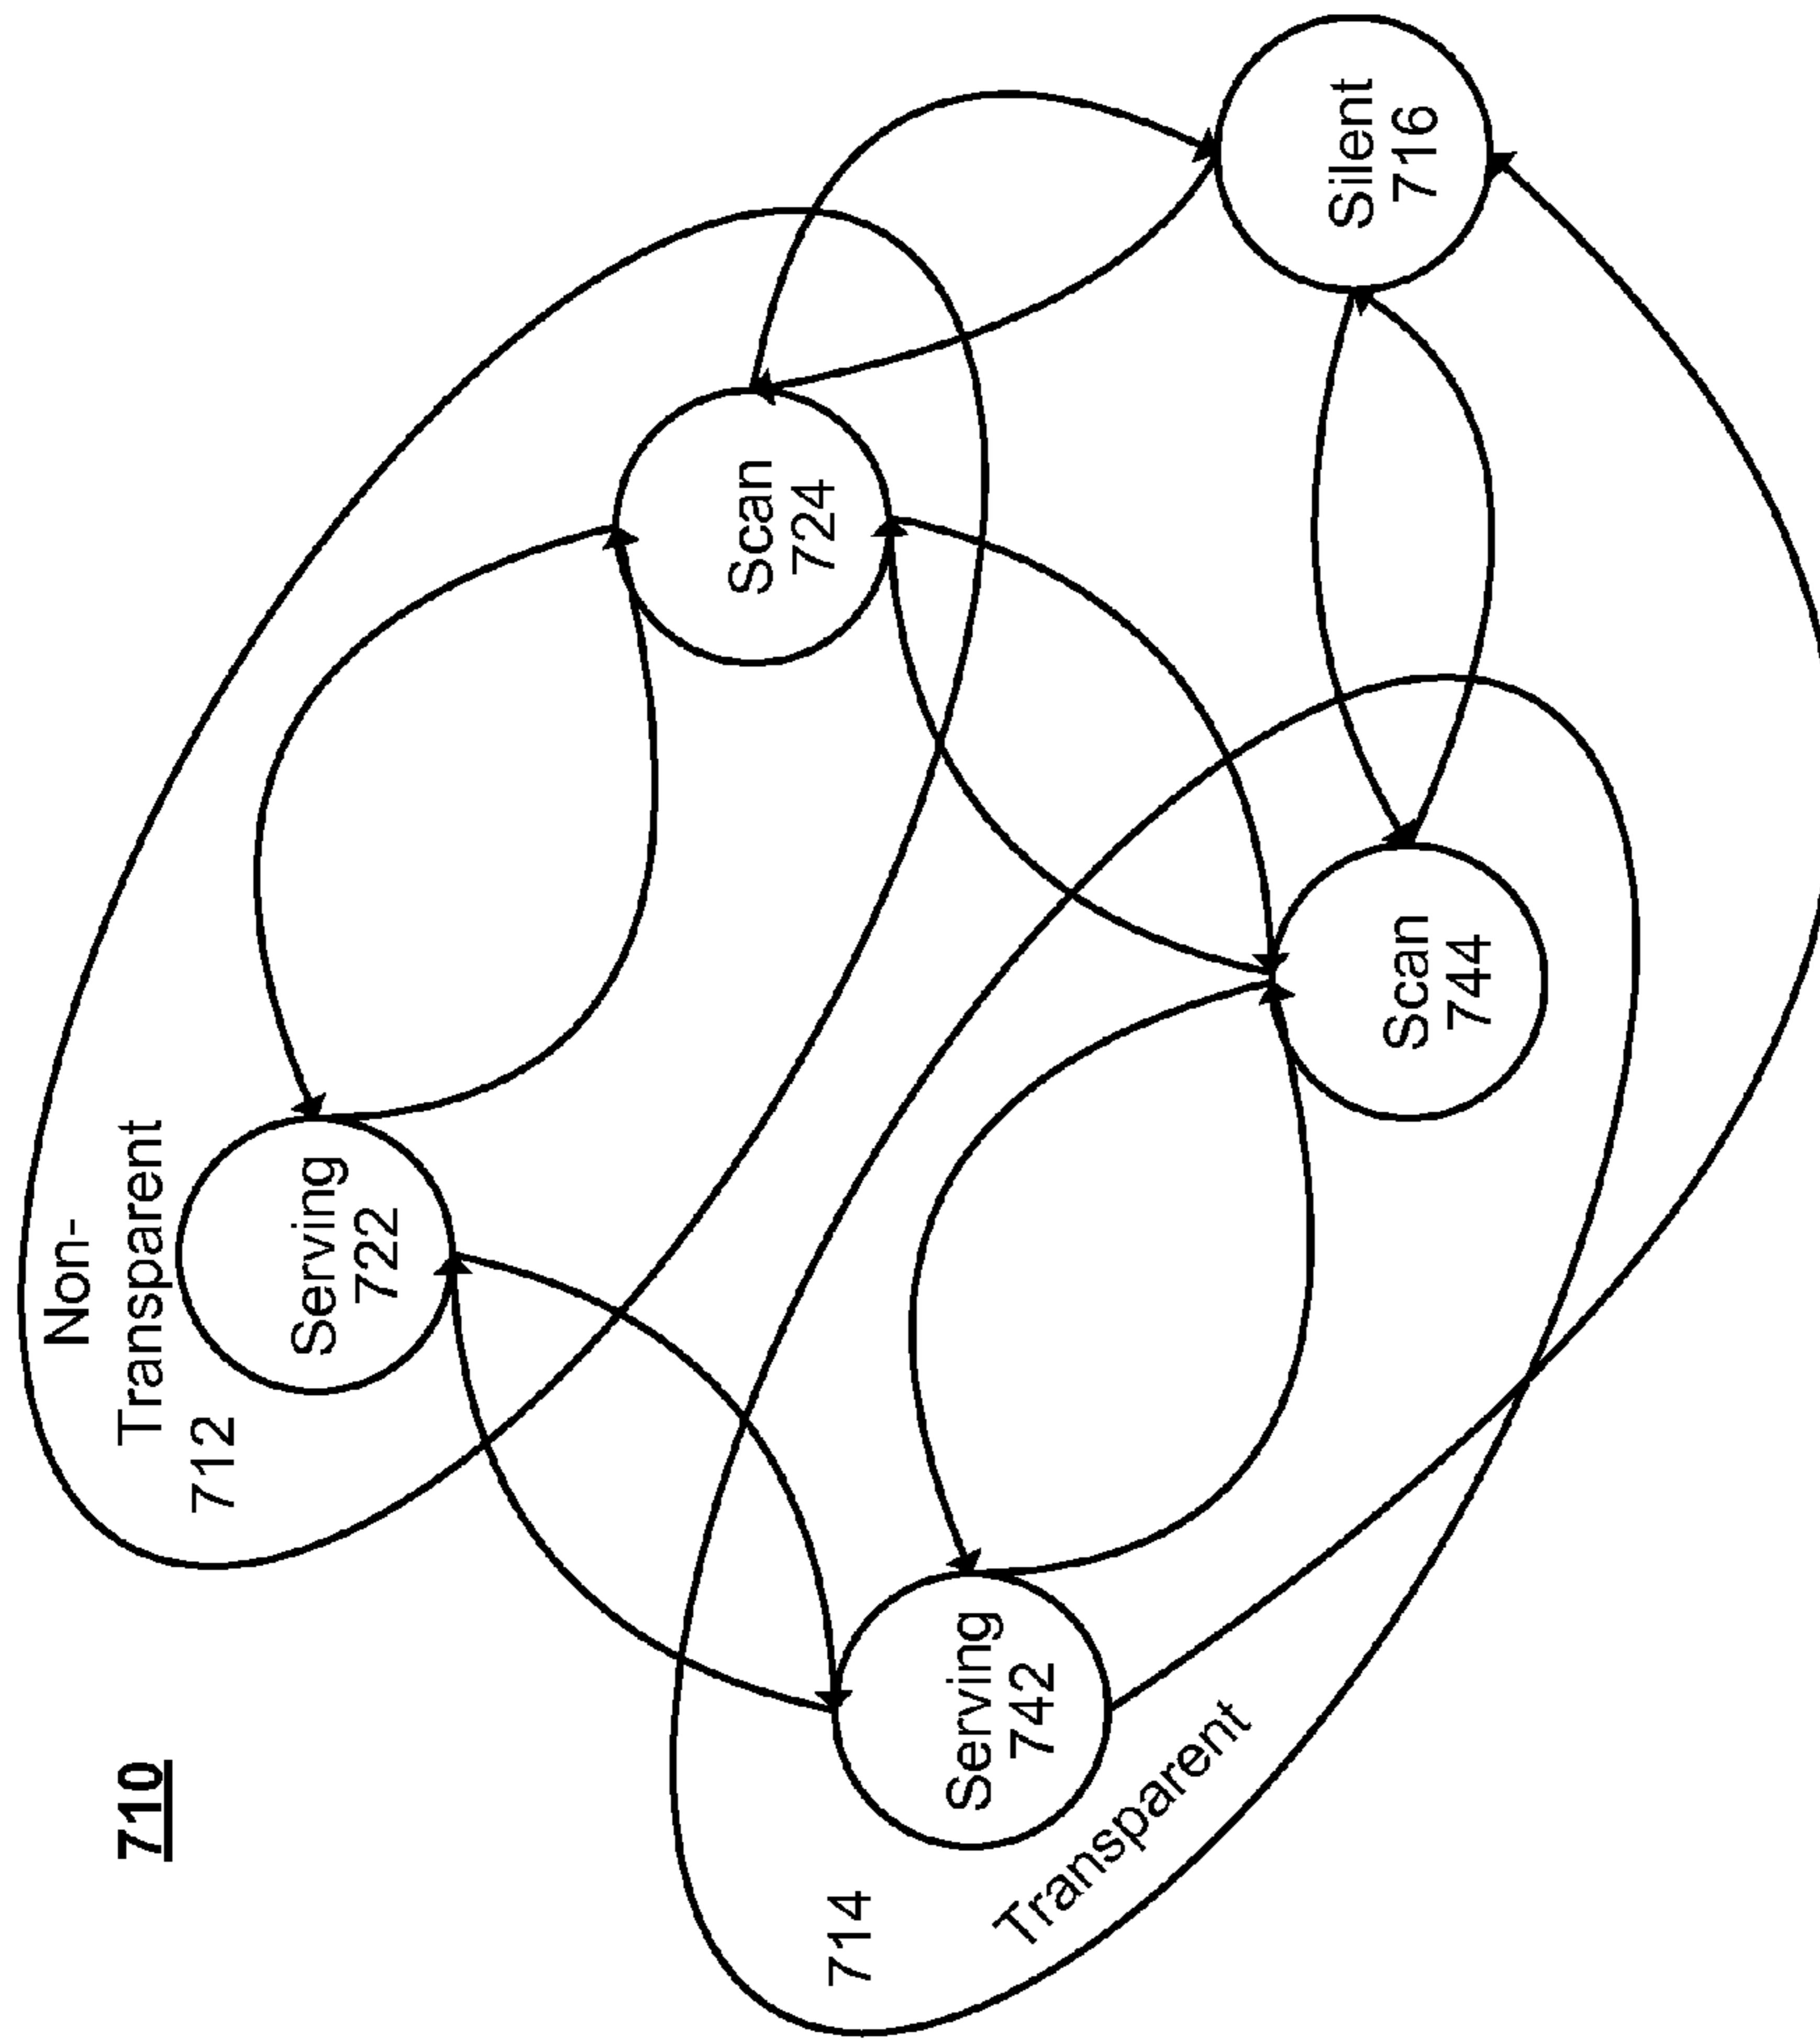 710
Non-
Transparent
712
Serving
722
Scan
724
Silent
716
714
Serving
742
Scan
744
Transparent